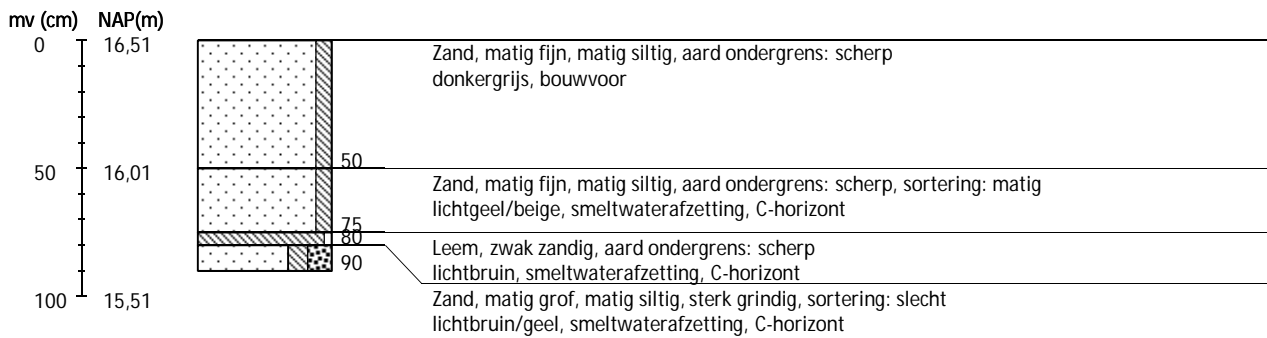 mv (cm) NAP(m)
0 16,51
Zand, matig fijn, matig siltig, aard ondergrens: scherp
donkergrijs, bouwvoor
50
50 16,01
Zand, matig fijn, matig siltig, aard ondergrens: scherp, sortering: matig
lichtgeel/beige, smeltwaterafzetting, C-horizont
75
80
Leem, zwak zandig, aard ondergrens: scherp
90
lichtbruin, smeltwaterafzetting, C-horizont
100 15,51
Zand, matig grof, matig siltig, sterk grindig, sortering: slecht
lichtbruin/geel, smeltwaterafzetting, C-horizont